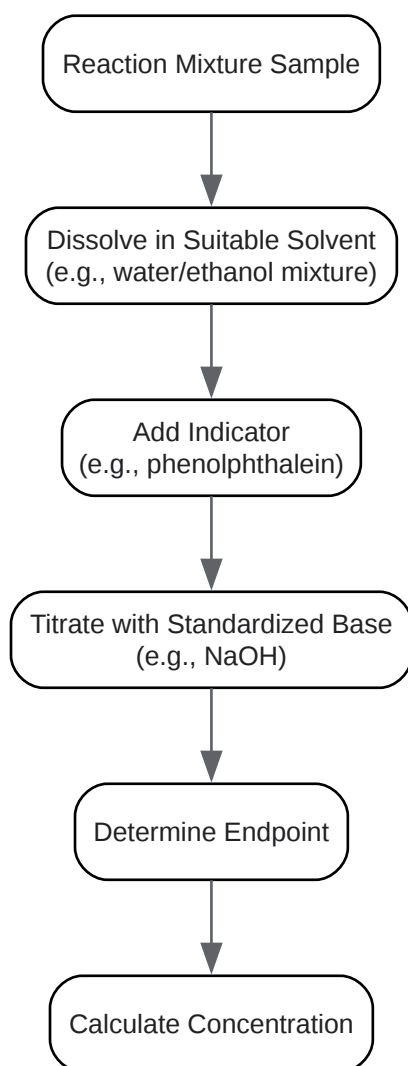 Reaction Mixture Sample
Dissolve in Suitable Solvent
(e.g., water/ethanol mixture)
Add Indicator
(e.g., phenolphthalein)
Titrate with Standardized Base
(e.g., NaOH)
Determine Endpoint
Calculate Concentration